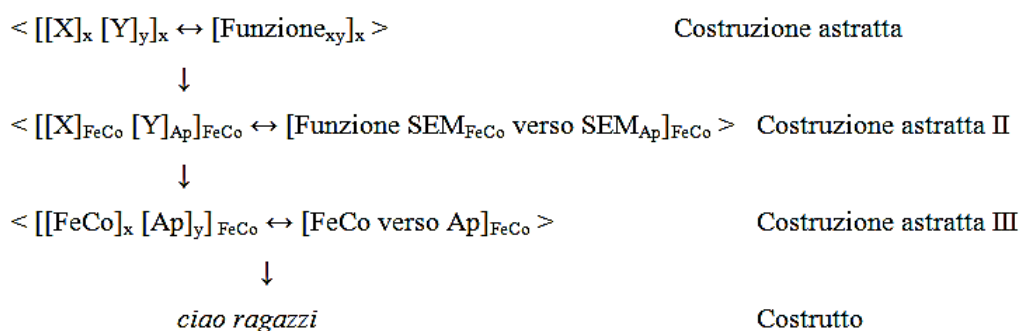 < [[X]x [Y]y]x ↔ [Funzionexy]x > Costruzione astratta
↓
< [[X]FeCo [Y]Ap]FeCo ↔ [Funzione SEMFeCo verso SEMAp]FeCo > Costruzione astratta II
↓
< [[FeCo]x [Ap]y] FeCo ↔ [FeCo verso Ap]FeCo > Costruzione astratta III
↓
ciao ragazzi Costrutto